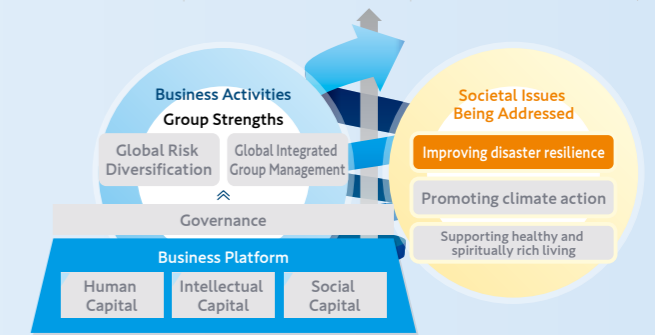 Business Activities
Group Strengths
Global Risk
Diversification
Global Integrated
Group Management
Governance
Business Platform
Human
Capital
Intellectual
Capital
Social
Capital
Societal Issues
Being Addressed
Improving disaster resilience
Promoting climate action
Supporting healthy and
spiritually rich living